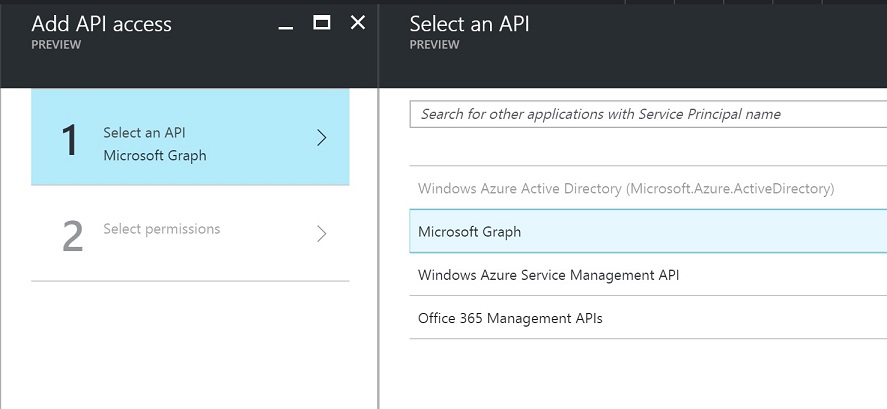 Add API access
PREVIEW
1
Select an API
Microsoft Graph
2
Select permissions
Select an API
PREVIEW
Search for other applications with Service Principal name
Windows Azure Active Directory (Microsoft.Azure.ActiveDirectory)
Microsoft Graph
Windows Azure Service Management API
Office 365 Management APIs